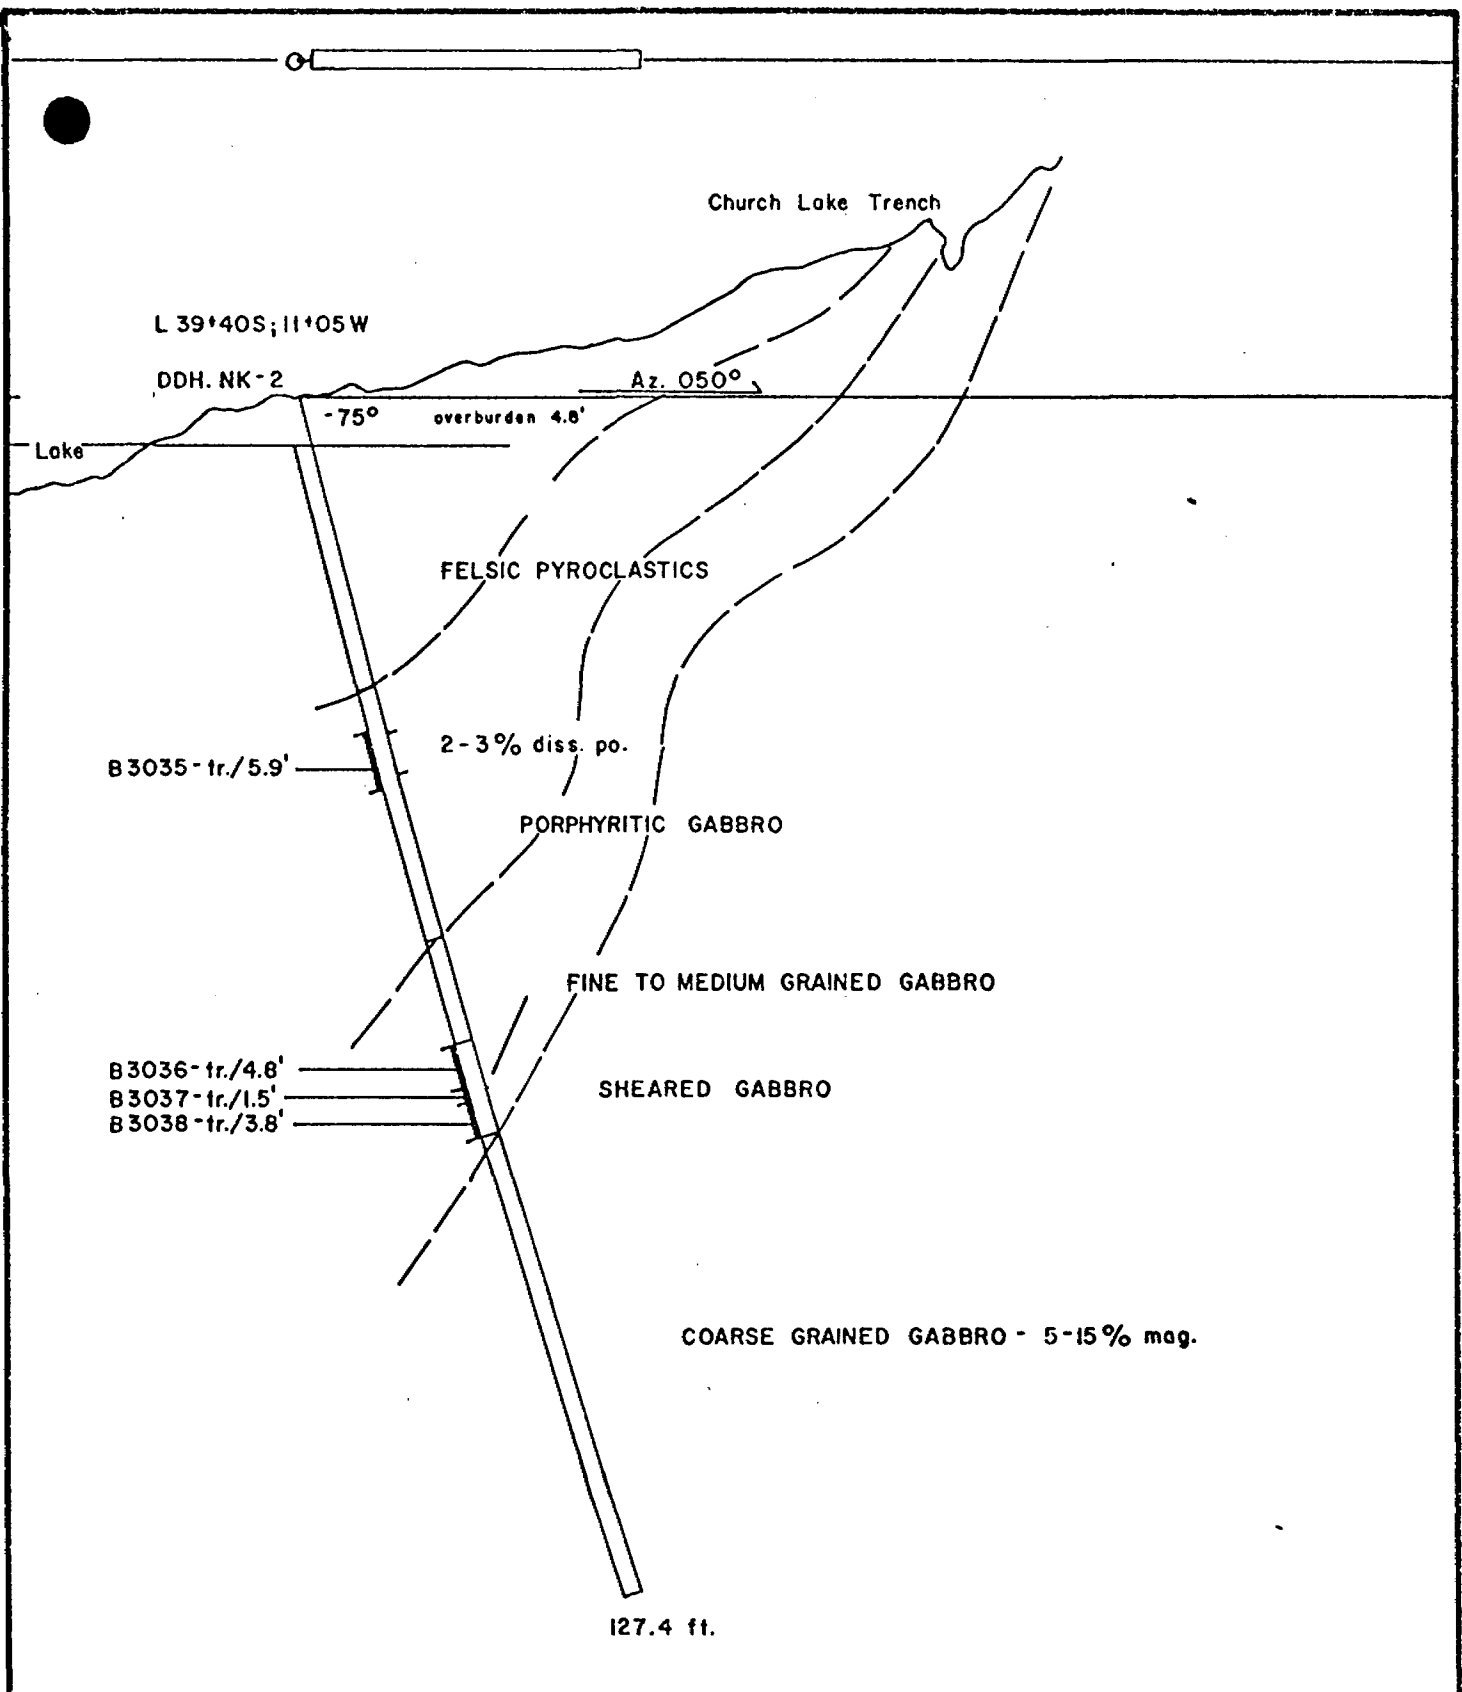 Church Lake Trench
L 39+40S; 11+05W
DDH. NK-2
Az. 050°
-75°
overburden 4.8'
Lake
FELSIC PYROCLASTICS
2-3% diss. po.
B3035-tr./5.9'
PORPHYRITIC GABBRO
FINE TO MEDIUM GRAINED GABBRO
B3036-tr./4.8'
B3037-tr./1.5'
B3038-tr./3.8'
SHEARED GABBRO
COARSE GRAINED GABBRO - 5-15% mag.
127.4 ft.